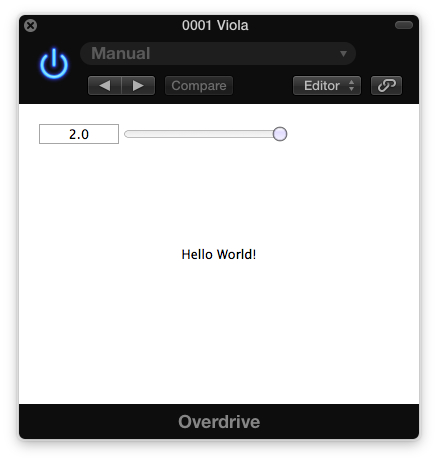 0001 Viola
Manual
Compare
Editor
2.0
Hello World!
Overdrive